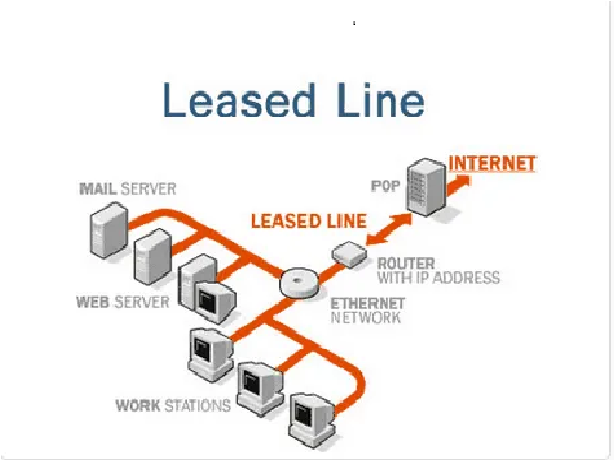 Leased Line
INTERNET
POP
MAIL SERVER
LEASED LINE
ROUTER
WITH IP ADDRESS
WEB SERVER
ETHERNET
NETWORK
WORK STATIONS